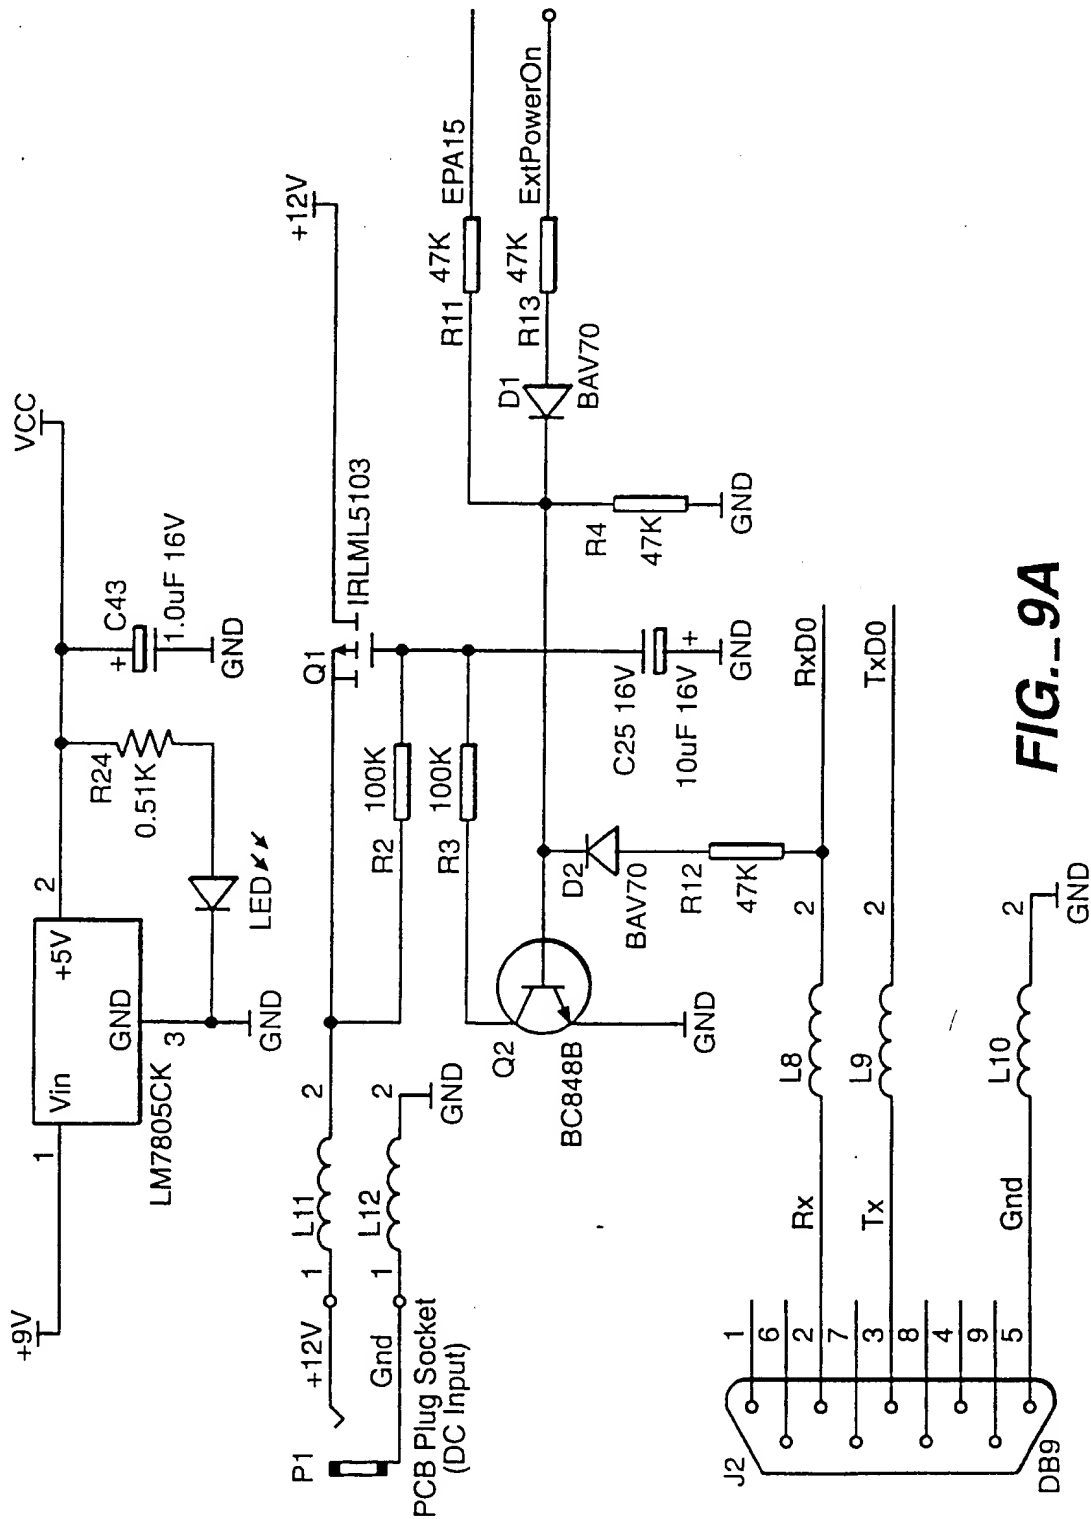 +9V
1
Vin
+5V
GND
2
3
LM7805CK
GND
LED
R24
0.51K
+
C43
1.0uF 16V
GND
VCC
P1
+12V
1
L11
2
Gnd
1
L12
2
GND
PCB Plug Socket
(DC Input)
Q1
IRLML5103
+12V
R2
100K
R3
100K
R11
47K
EPA15
D1
BAV70
R13
47K
ExtPowerOn
Q2
BC848B
GND
D2
BAV70
R12
47K
C25 16V
10uF 16V
+
GND
R4
47K
GND
J2
DB9
1
6
2
7
3
8
4
9
5
Rx
L8
2
RxD0
Tx
L9
2
TxD0
Gnd
L10
2
GND
FIG._9A